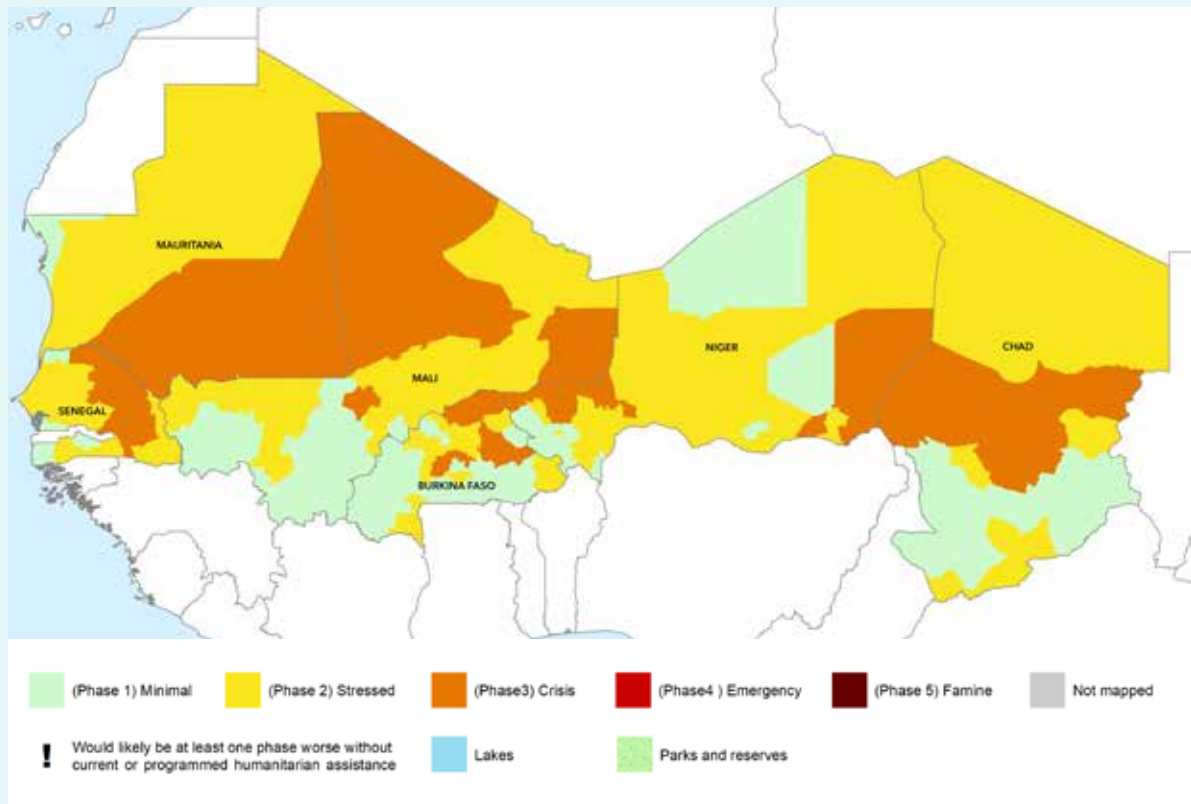 MAURITANIA
NIGER
CHAD
MALI
SENEGAL
BURKINA FASO
(Phase 1) Minimal
(Phase 2) Stressed
(Phase3) Crisis
(Phase4 ) Emergency
(Phase 5) Famine
Not mapped
! Would likely be at least one phase worse without
current or programmed humanitarian assistance
Lakes
Parks and reserves